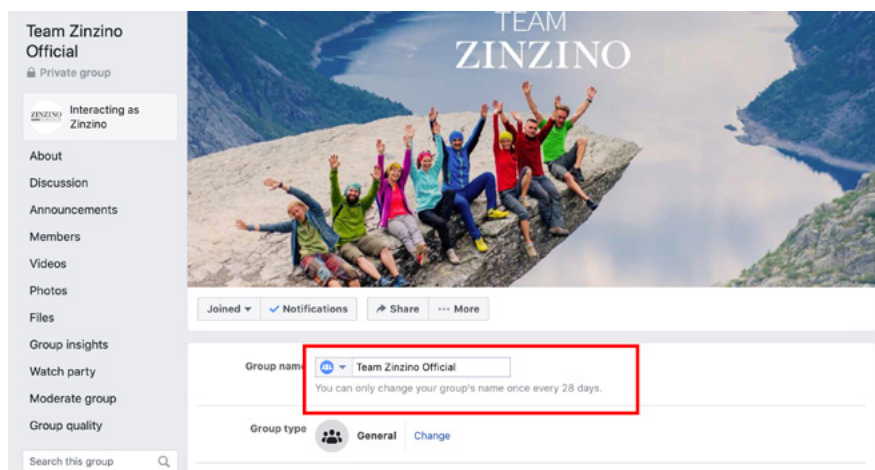 Team Zinzino
Official
Private group
ZINZINO
Interacting as
Zinzino
About
Discussion
Announcements
Members
Videos
Photos
Files
Group insights
Watch party
Moderate group
Group quality
Search this group
TEAM
ZINZINO
Joined
Notifications
Share
More
Group name
Team Zinzino Official
You can only change your group's name once every 28 days.
Group type
General
Change